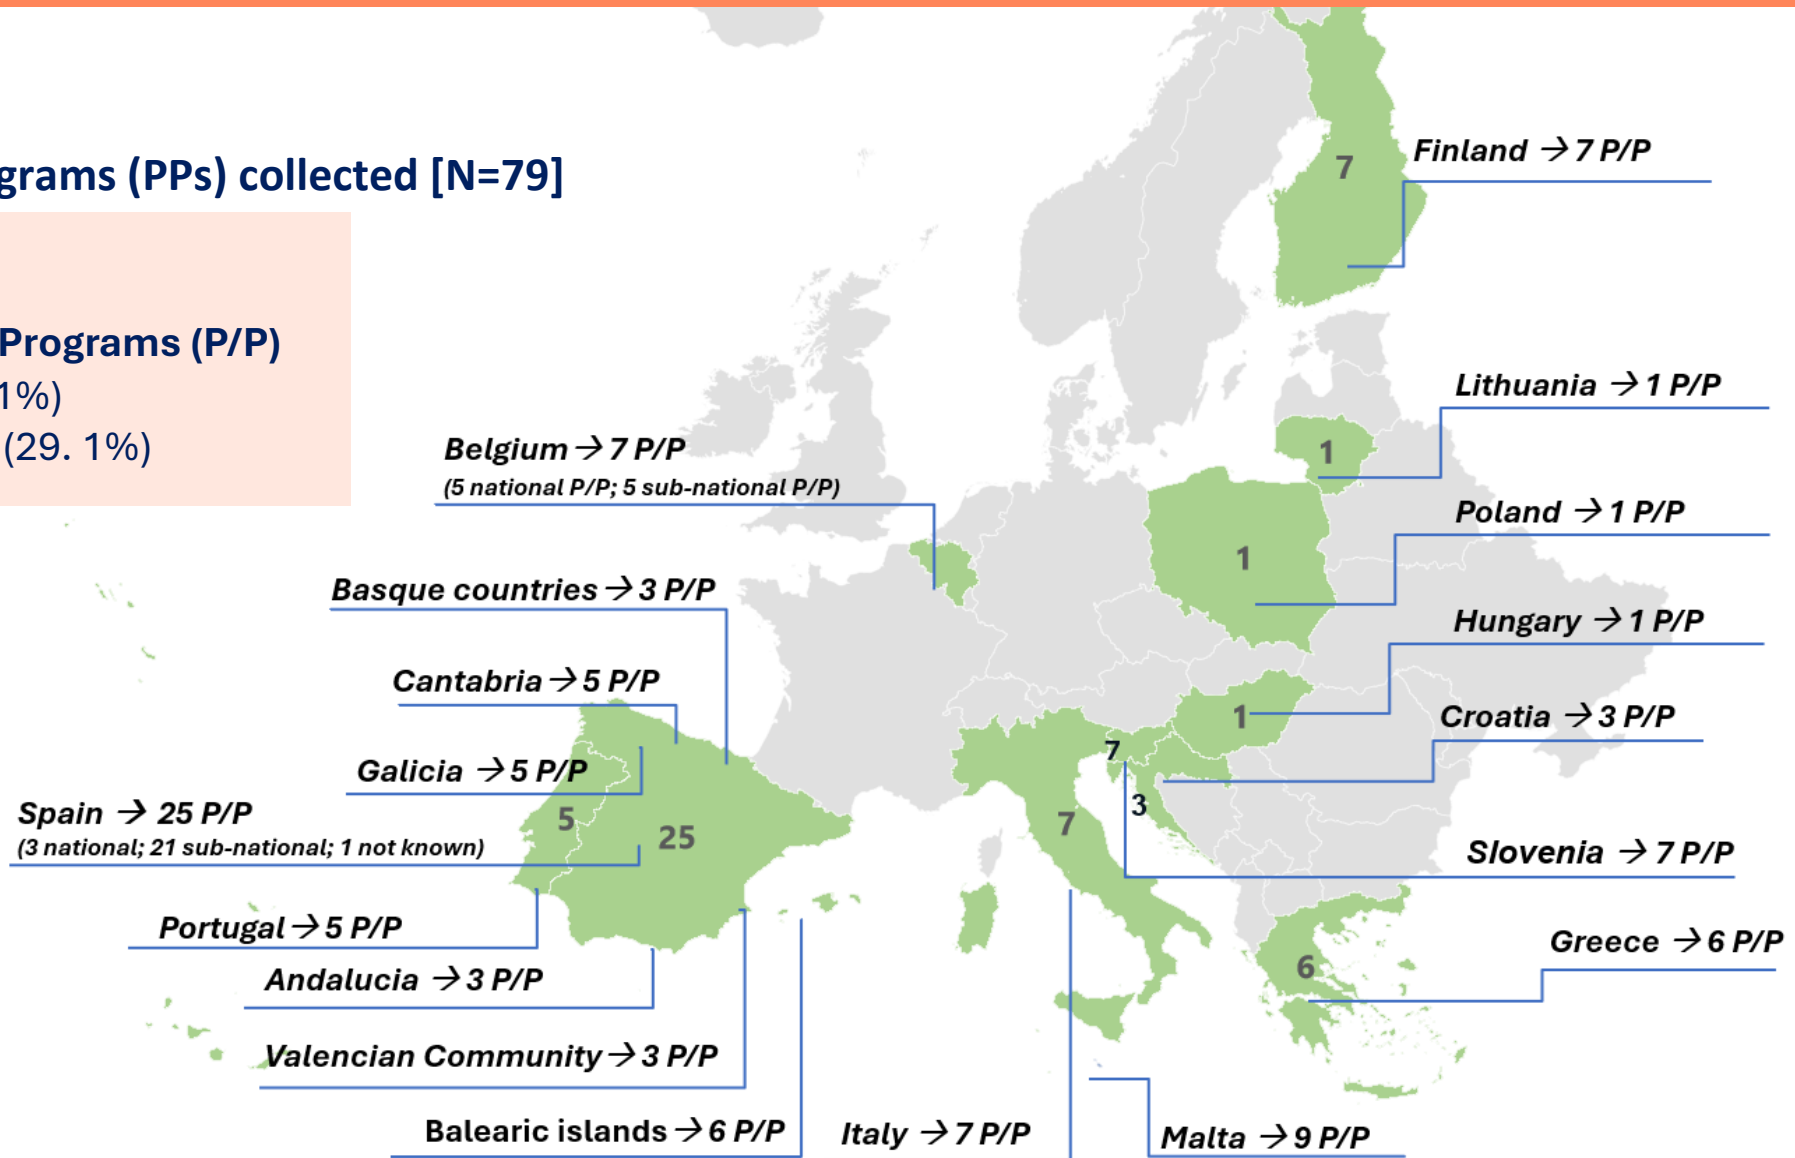 grams (PPs) collected [N=79]
Programs (P/P)
1%)
(29. 1%)
Finland → 7 P/P
7
Lithuania → 1 P/P
1
Belgium → 7 P/P
(5 national P/P; 5 sub-national P/P)
Poland → 1 P/P
1
Basque countries → 3 P/P
Hungary → 1 P/P
1
Cantabria → 5 P/P
Croatia → 3 P/P
7
3
Galicia → 5 P/P
Spain → 25 P/P
(3 national; 21 sub-national; 1 not known)
5
25
7
Slovenia → 7 P/P
Portugal → 5 P/P
Greece → 6 P/P
6
Andalucia → 3 P/P
Valencian Community → 3 P/P
Balearic islands → 6 P/P
Italy → 7 P/P
Malta → 9 P/P